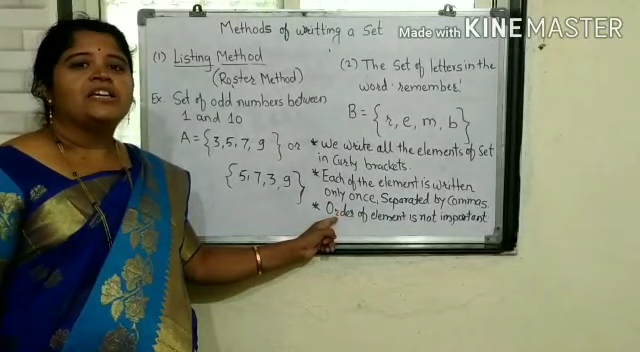 Methods of writting a Set
Made with KINEMASTER
(1) Listing Method
(Roster Method)
Ex. Set of odd numbers between
1 and 10
A = {3, 5, 7, 9} or
{5, 7, 3, 9}
(2) The Set of letters in the
word 'remember'
B = {r, e, m, b}
* We write all the elements of Set
in Curly brackets.
* Each of the element is written
only once, Separated by Commas.
* Order of element is not important